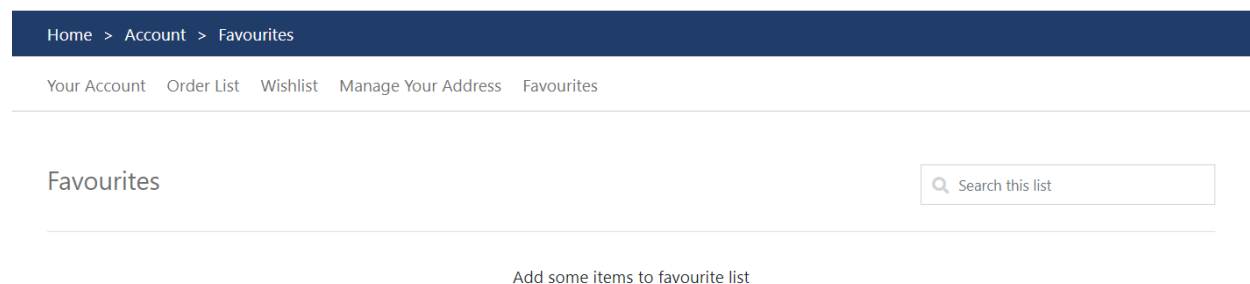 Home > Account > Favourites
Your Account Order List Wishlist Manage Your Address Favourites
Favourites
Search this list
Add some items to favourite list